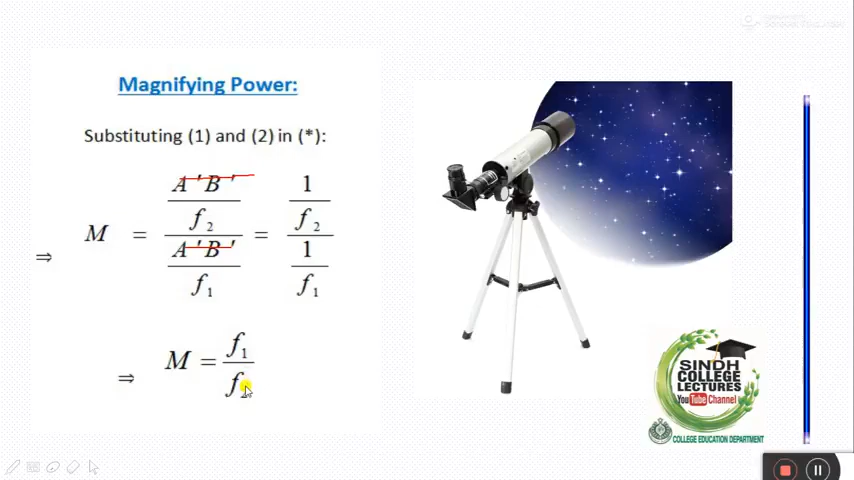 Magnifying Power:
Substituting (1) and (2) in (*):
⇒ M = (A'B' / f₂) / (A'B' / f₁) = (1 / f₂) / (1 / f₁)
⇒ M = f₁ / f
SINDH
COLLEGE
LECTURES
YouTube Channel
COLLEGE EDUCATION DEPARTMENT